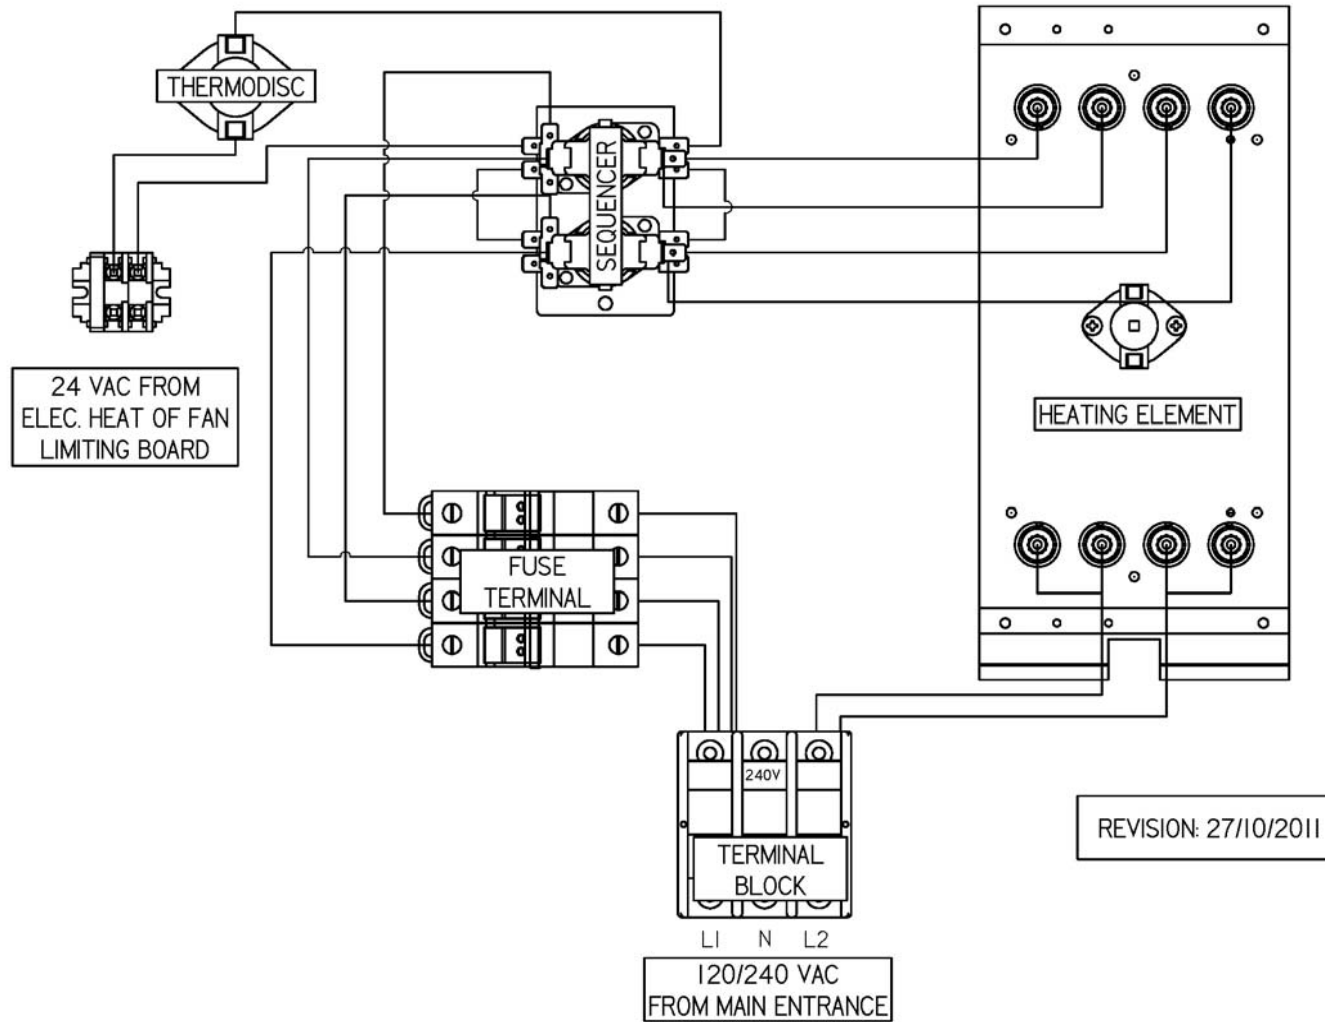 THERMODISC
SEQUENCER
24 VAC FROM
ELEC. HEAT OF FAN
LIMITING BOARD
HEATING ELEMENT
FUSE
TERMINAL
240V
TERMINAL
BLOCK
L1 N L2
120/240 VAC
FROM MAIN ENTRANCE
REVISION: 27/10/2011